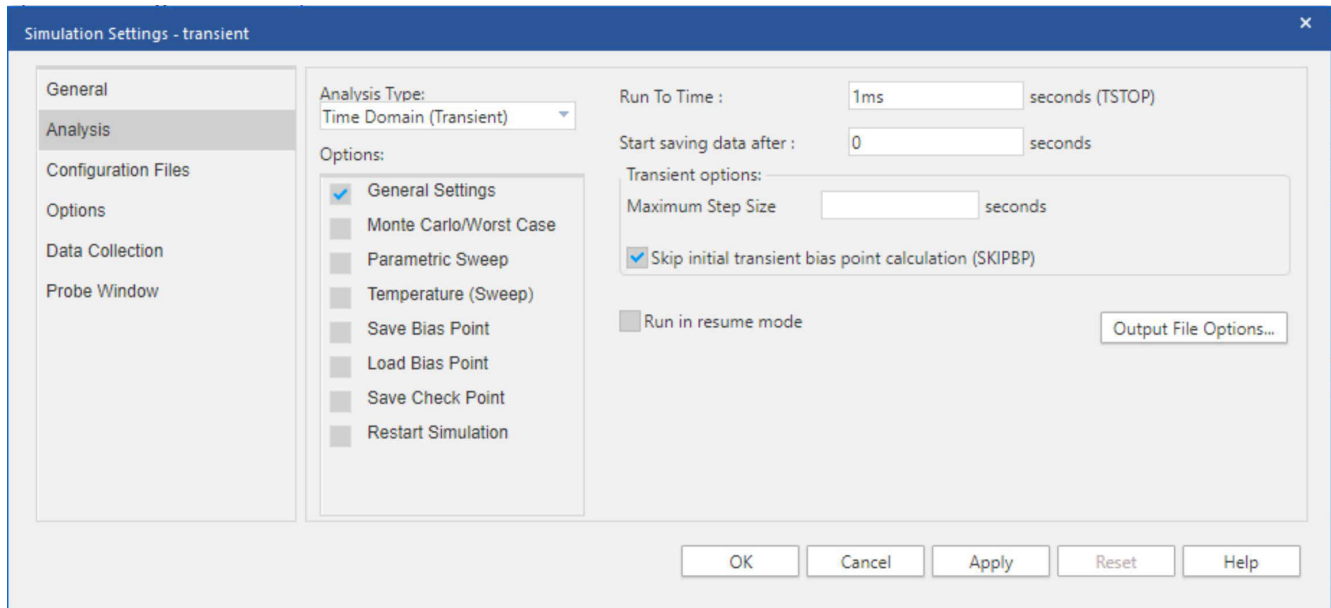 Simulation Settings - transient
×
General
Analysis
Configuration Files
Options
Data Collection
Probe Window
Analysis Type:
Time Domain (Transient)
Options:
General Settings
Monte Carlo/Worst Case
Parametric Sweep
Temperature (Sweep)
Save Bias Point
Load Bias Point
Save Check Point
Restart Simulation
Run To Time : 1ms seconds (TSTOP)
Start saving data after : 0 seconds
Transient options:
Maximum Step Size seconds
Skip initial transient bias point calculation (SKIPBP)
Run in resume mode
Output File Options...
OK Cancel Apply Reset Help